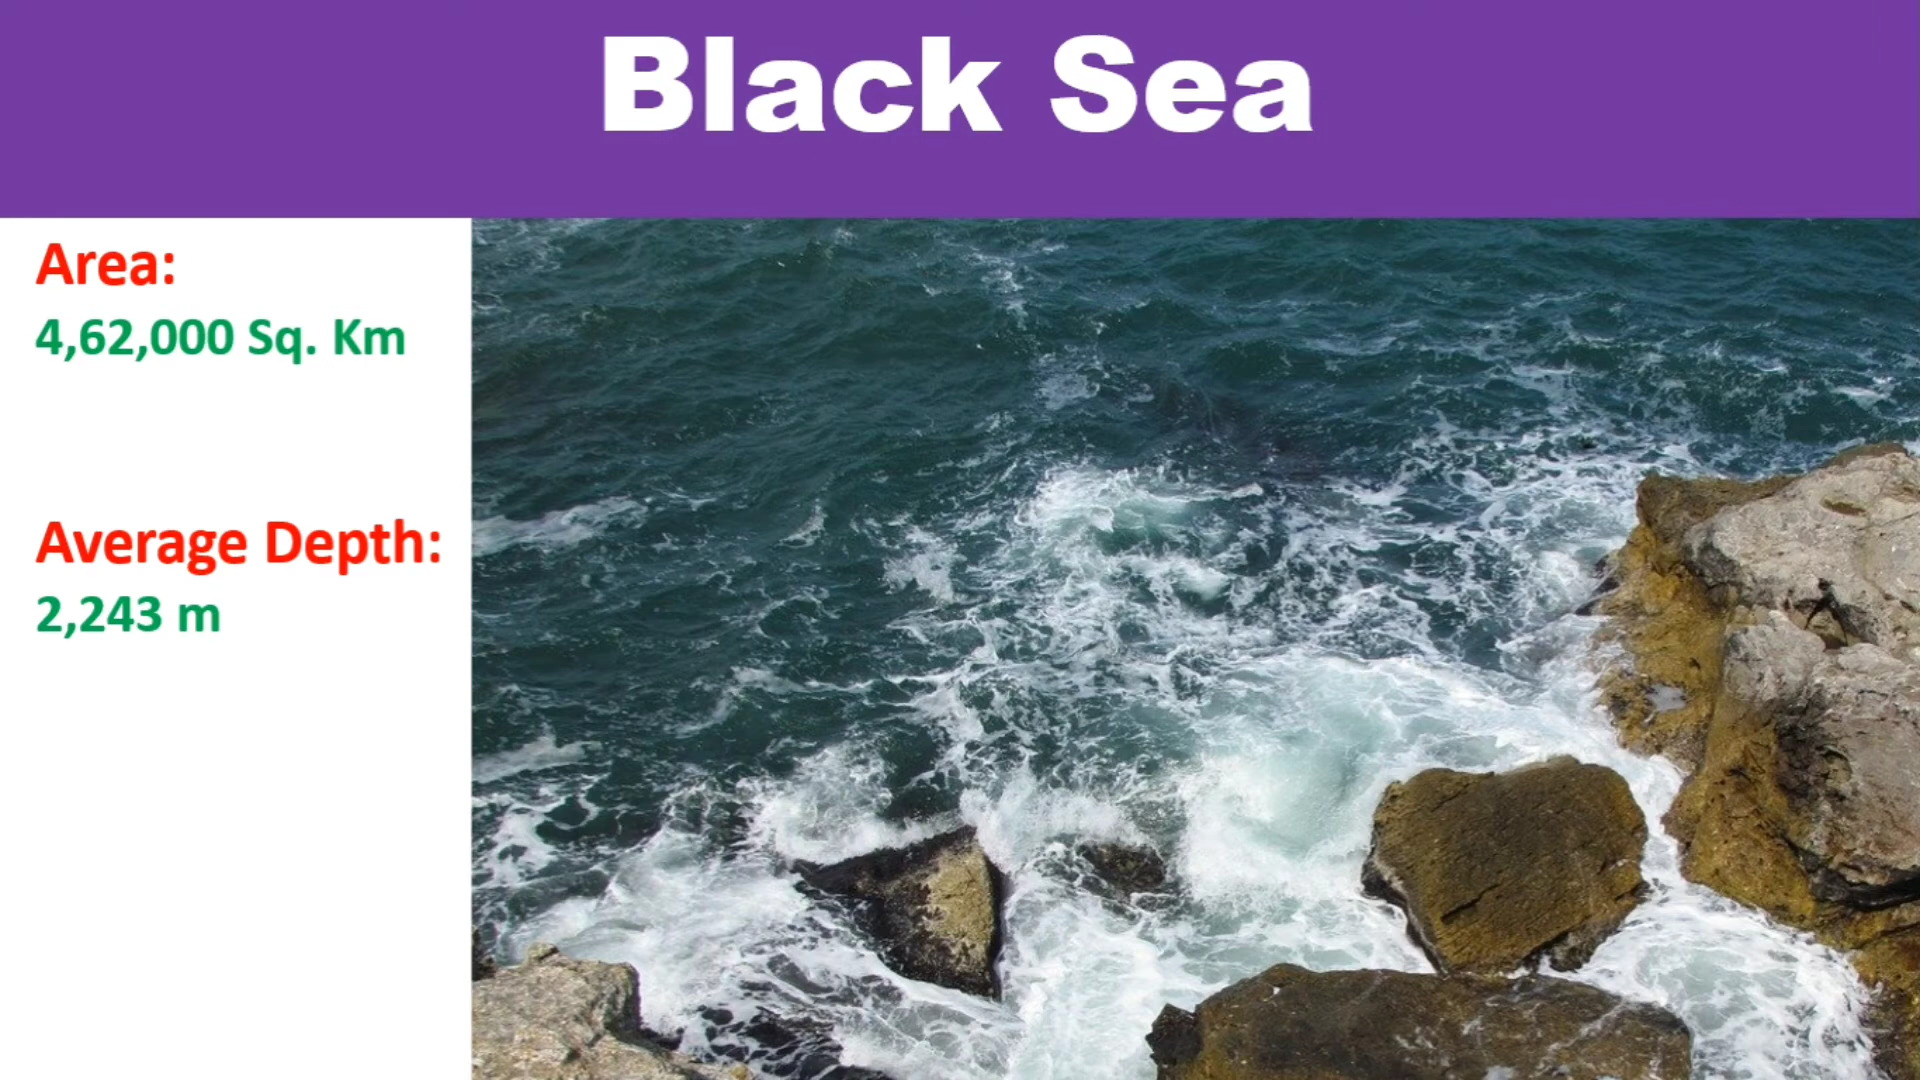 Black Sea
Area:
4,62,000 Sq. Km
Average Depth:
2,243 m